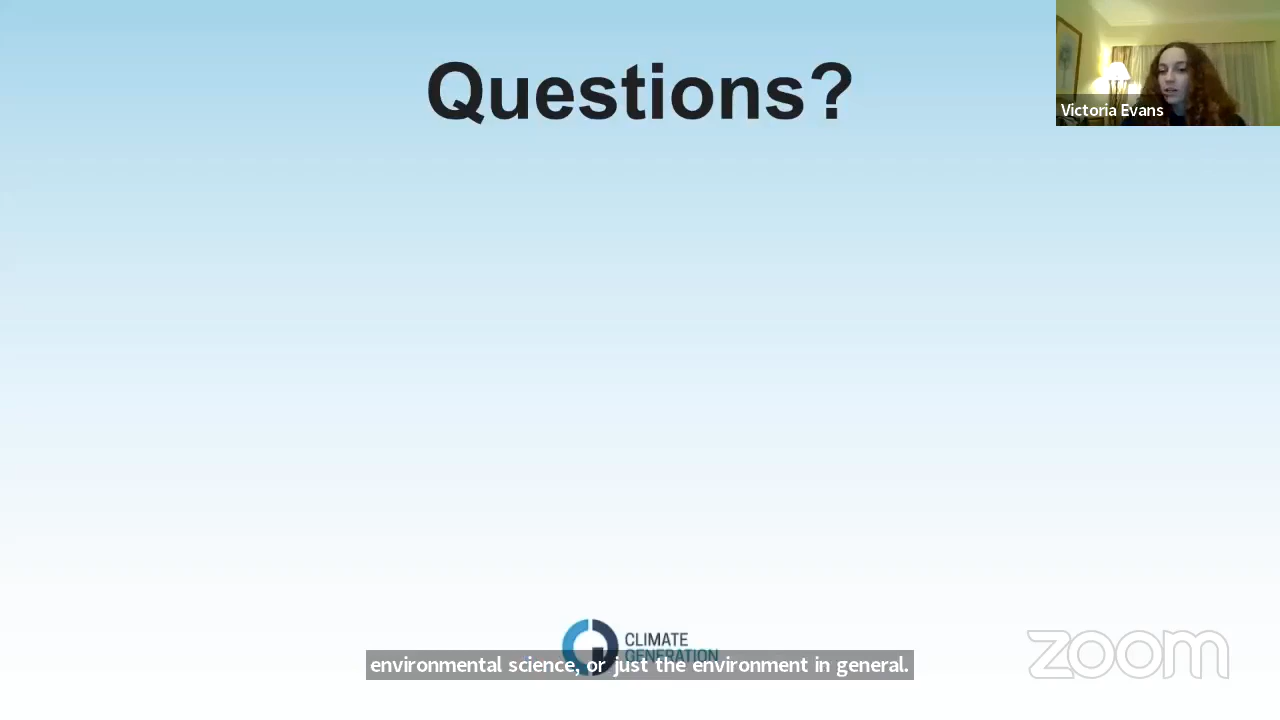 Questions?
Victoria Evans
CLIMATE
GENERATION
environmental science, or just the environment in general.
zoom